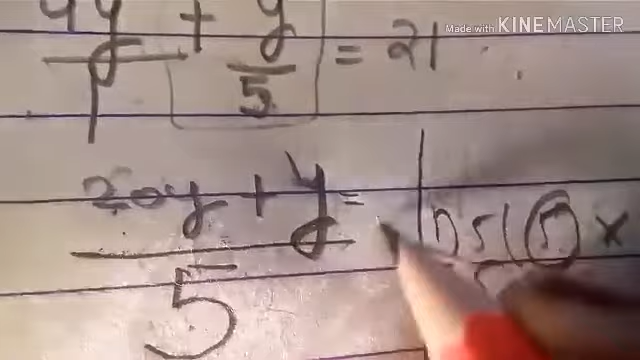 Made with KINEMASTER
4y/1 + y/5 = 21
20y + y/5 =